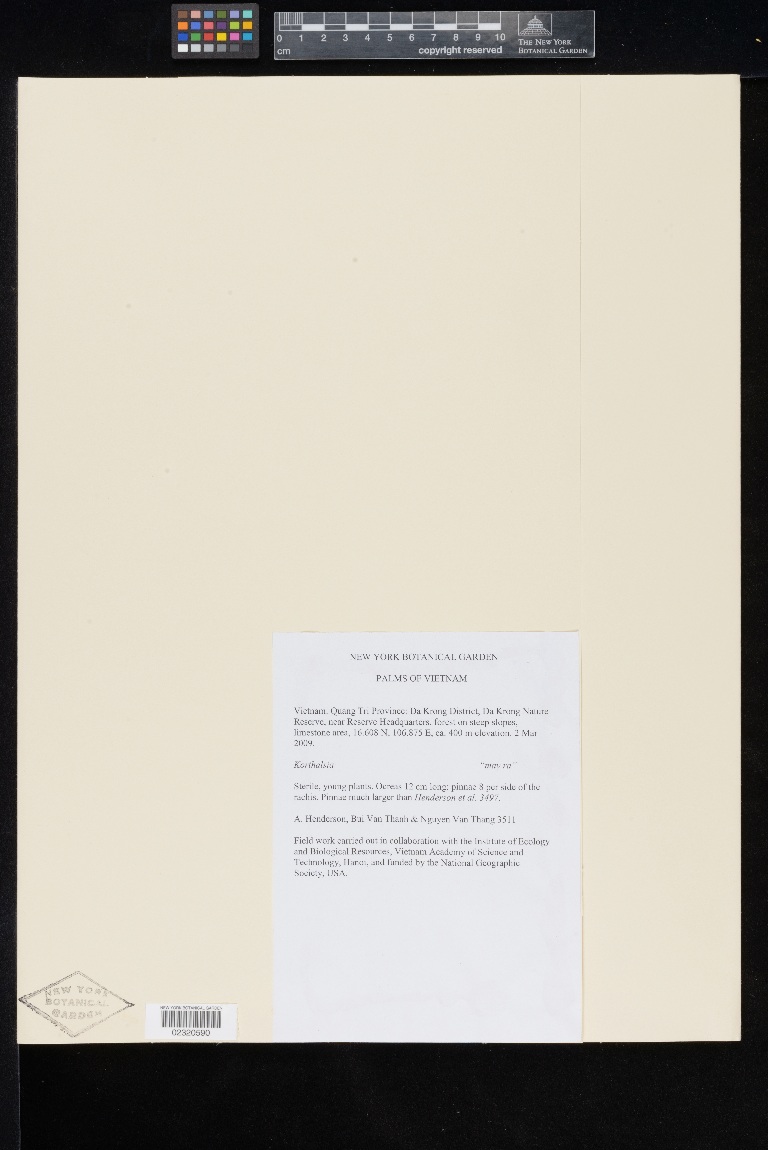 0 1 2 3 4 5 6 7 8 9 10
cm
copyright reserved
THE NEW YORK
BOTANICAL GARDEN
NEW YORK BOTANICAL GARDEN
PALMS OF VIETNAM
Vietnam. Quang Tri Province: Da Krong District, Da Krong Nature
Reserve, near Reserve Headquarters, forest on steep slopes,
limestone area, 16.608 N, 106.875 E, ca. 400 m elevation. 2 Mar
2009.
Korthalsia
Sterile, young plants. Ocreas 12 cm long; pinnae 8 per side of the
rachis. Pinnae much larger than Henderson et al. 3497.
A. Henderson, Bui Van Thanh & Nguyen Van Thang 3511
Field work carried out in collaboration with the Institute of Ecology
and Biological Resources, Vietnam Academy of Science and
Technology, Hanoi, and funded by the National Geographic
Society, USA.
NEW YORK
BOTANICAL
GARDEN
NEW YORK BOTANICAL GARDEN
02320590